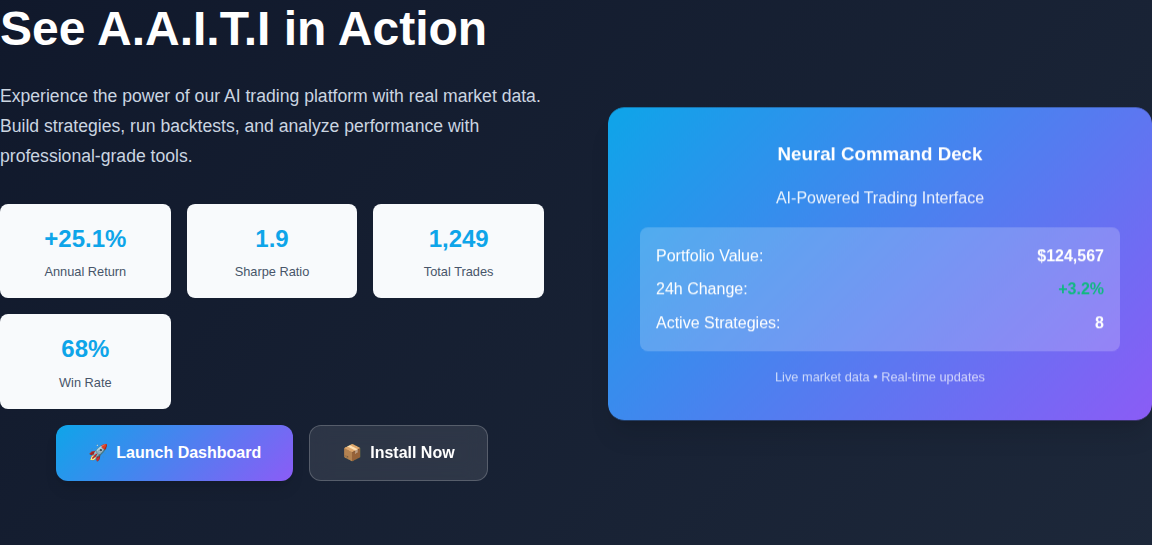 See A.A.I.T.I in Action
Experience the power of our AI trading platform with real market data.
Build strategies, run backtests, and analyze performance with
professional-grade tools.
+25.1%
Annual Return
1.9
Sharpe Ratio
1,249
Total Trades
68%
Win Rate
🚀 Launch Dashboard
📦 Install Now
Neural Command Deck
AI-Powered Trading Interface
Portfolio Value: $124,567
24h Change: +3.2%
Active Strategies: 8
Live market data • Real-time updates